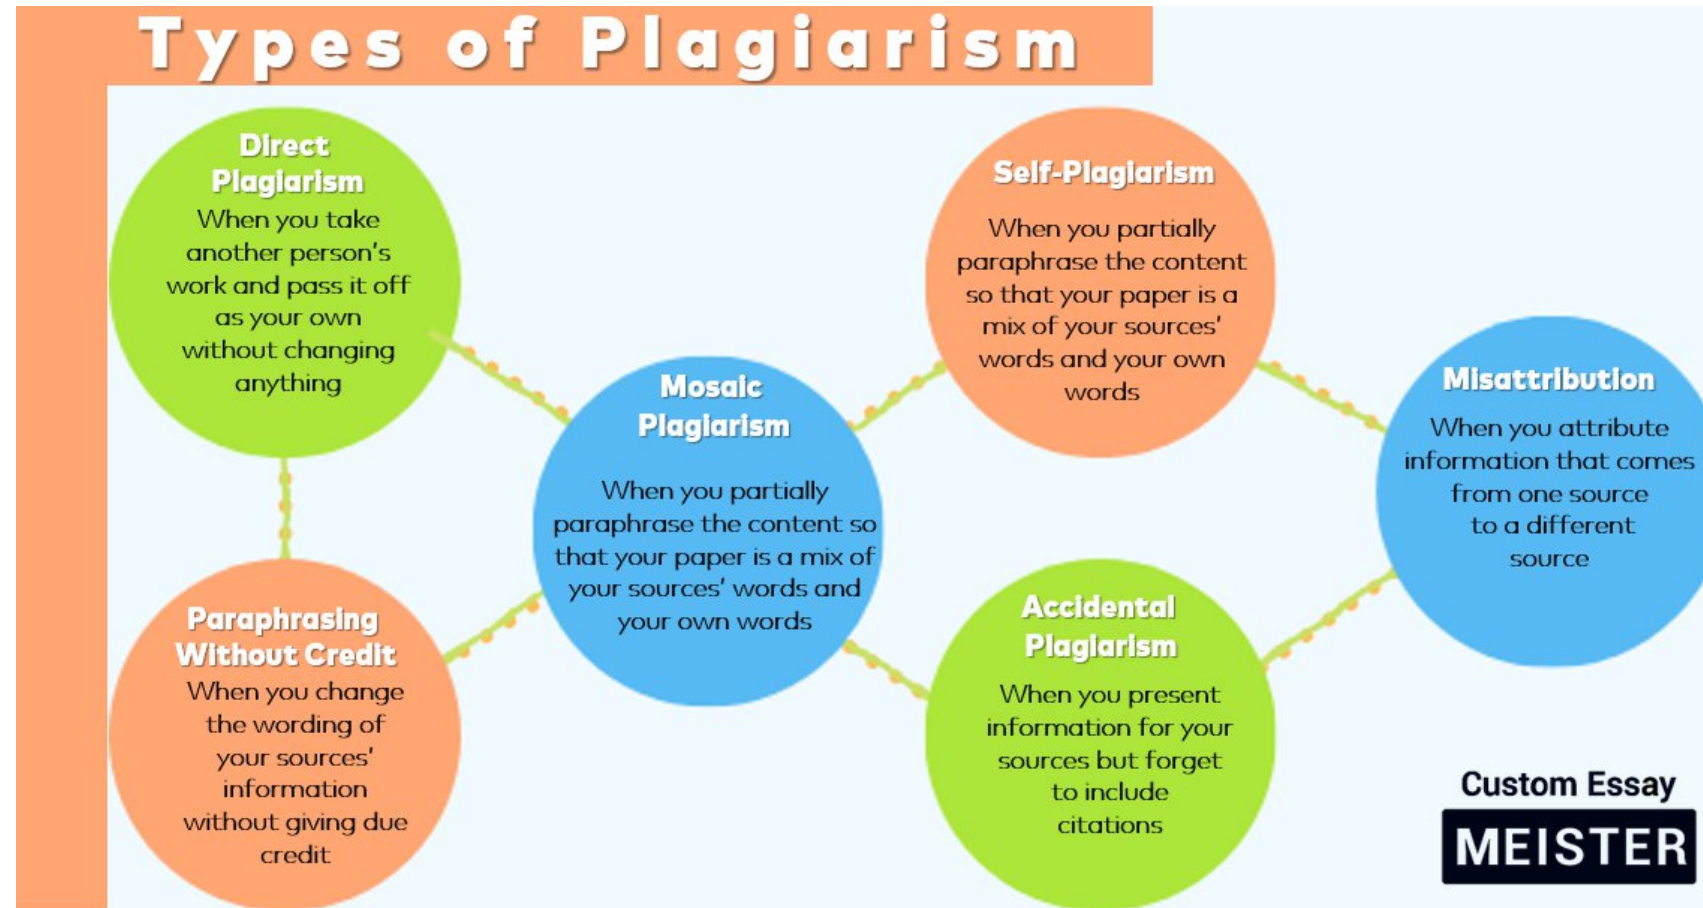 Types of Plagiarism
Direct
Plagiarism
When you take
another person's
work and pass it off
as your own
without changing
anything
Paraphrasing
Without Credit
When you change
the wording of
your sources'
information
without giving due
credit
Mosaic
Plagiarism
When you partially
paraphrase the content so
that your paper is a mix of
your sources' words and
your own words
Self-Plagiarism
When you partially
paraphrase the content
so that your paper is a
mix of your sources'
words and your own
words
Accidental
Plagiarism
When you present
information for your
sources but forget
to include
citations
Misattribution
When you attribute
information that comes
from one source
to a different
source
Custom Essay
MEISTER